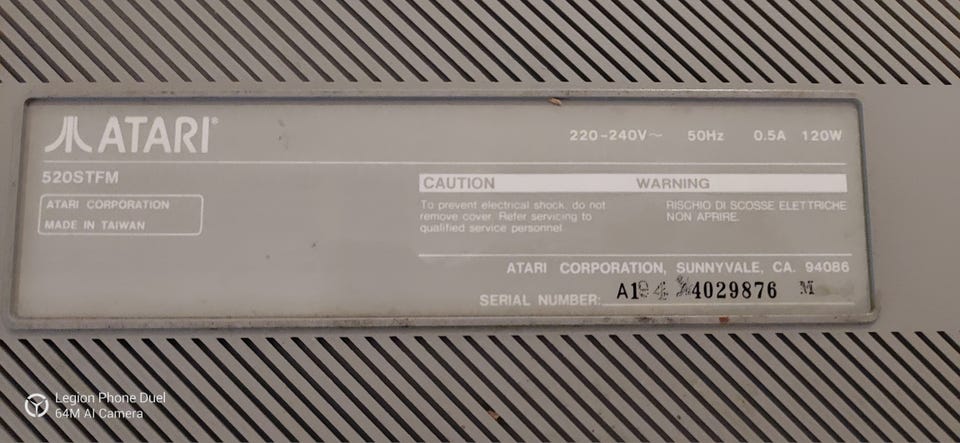 ATARI®
220-240V~ 50Hz 0.5A 120W
520STFM
ATARI CORPORATION
MADE IN TAIWAN
CAUTION
To prevent electrical shock, do not
remove cover. Refer servicing to
qualified service personnel
WARNING
RISCHIO DI SCOSSE ELETTRICHE
NON APRIRE.
ATARI CORPORATION, SUNNYVALE, CA. 94086
SERIAL NUMBER: A1 4029876 M
Legion Phone Duel
64M AI Camera